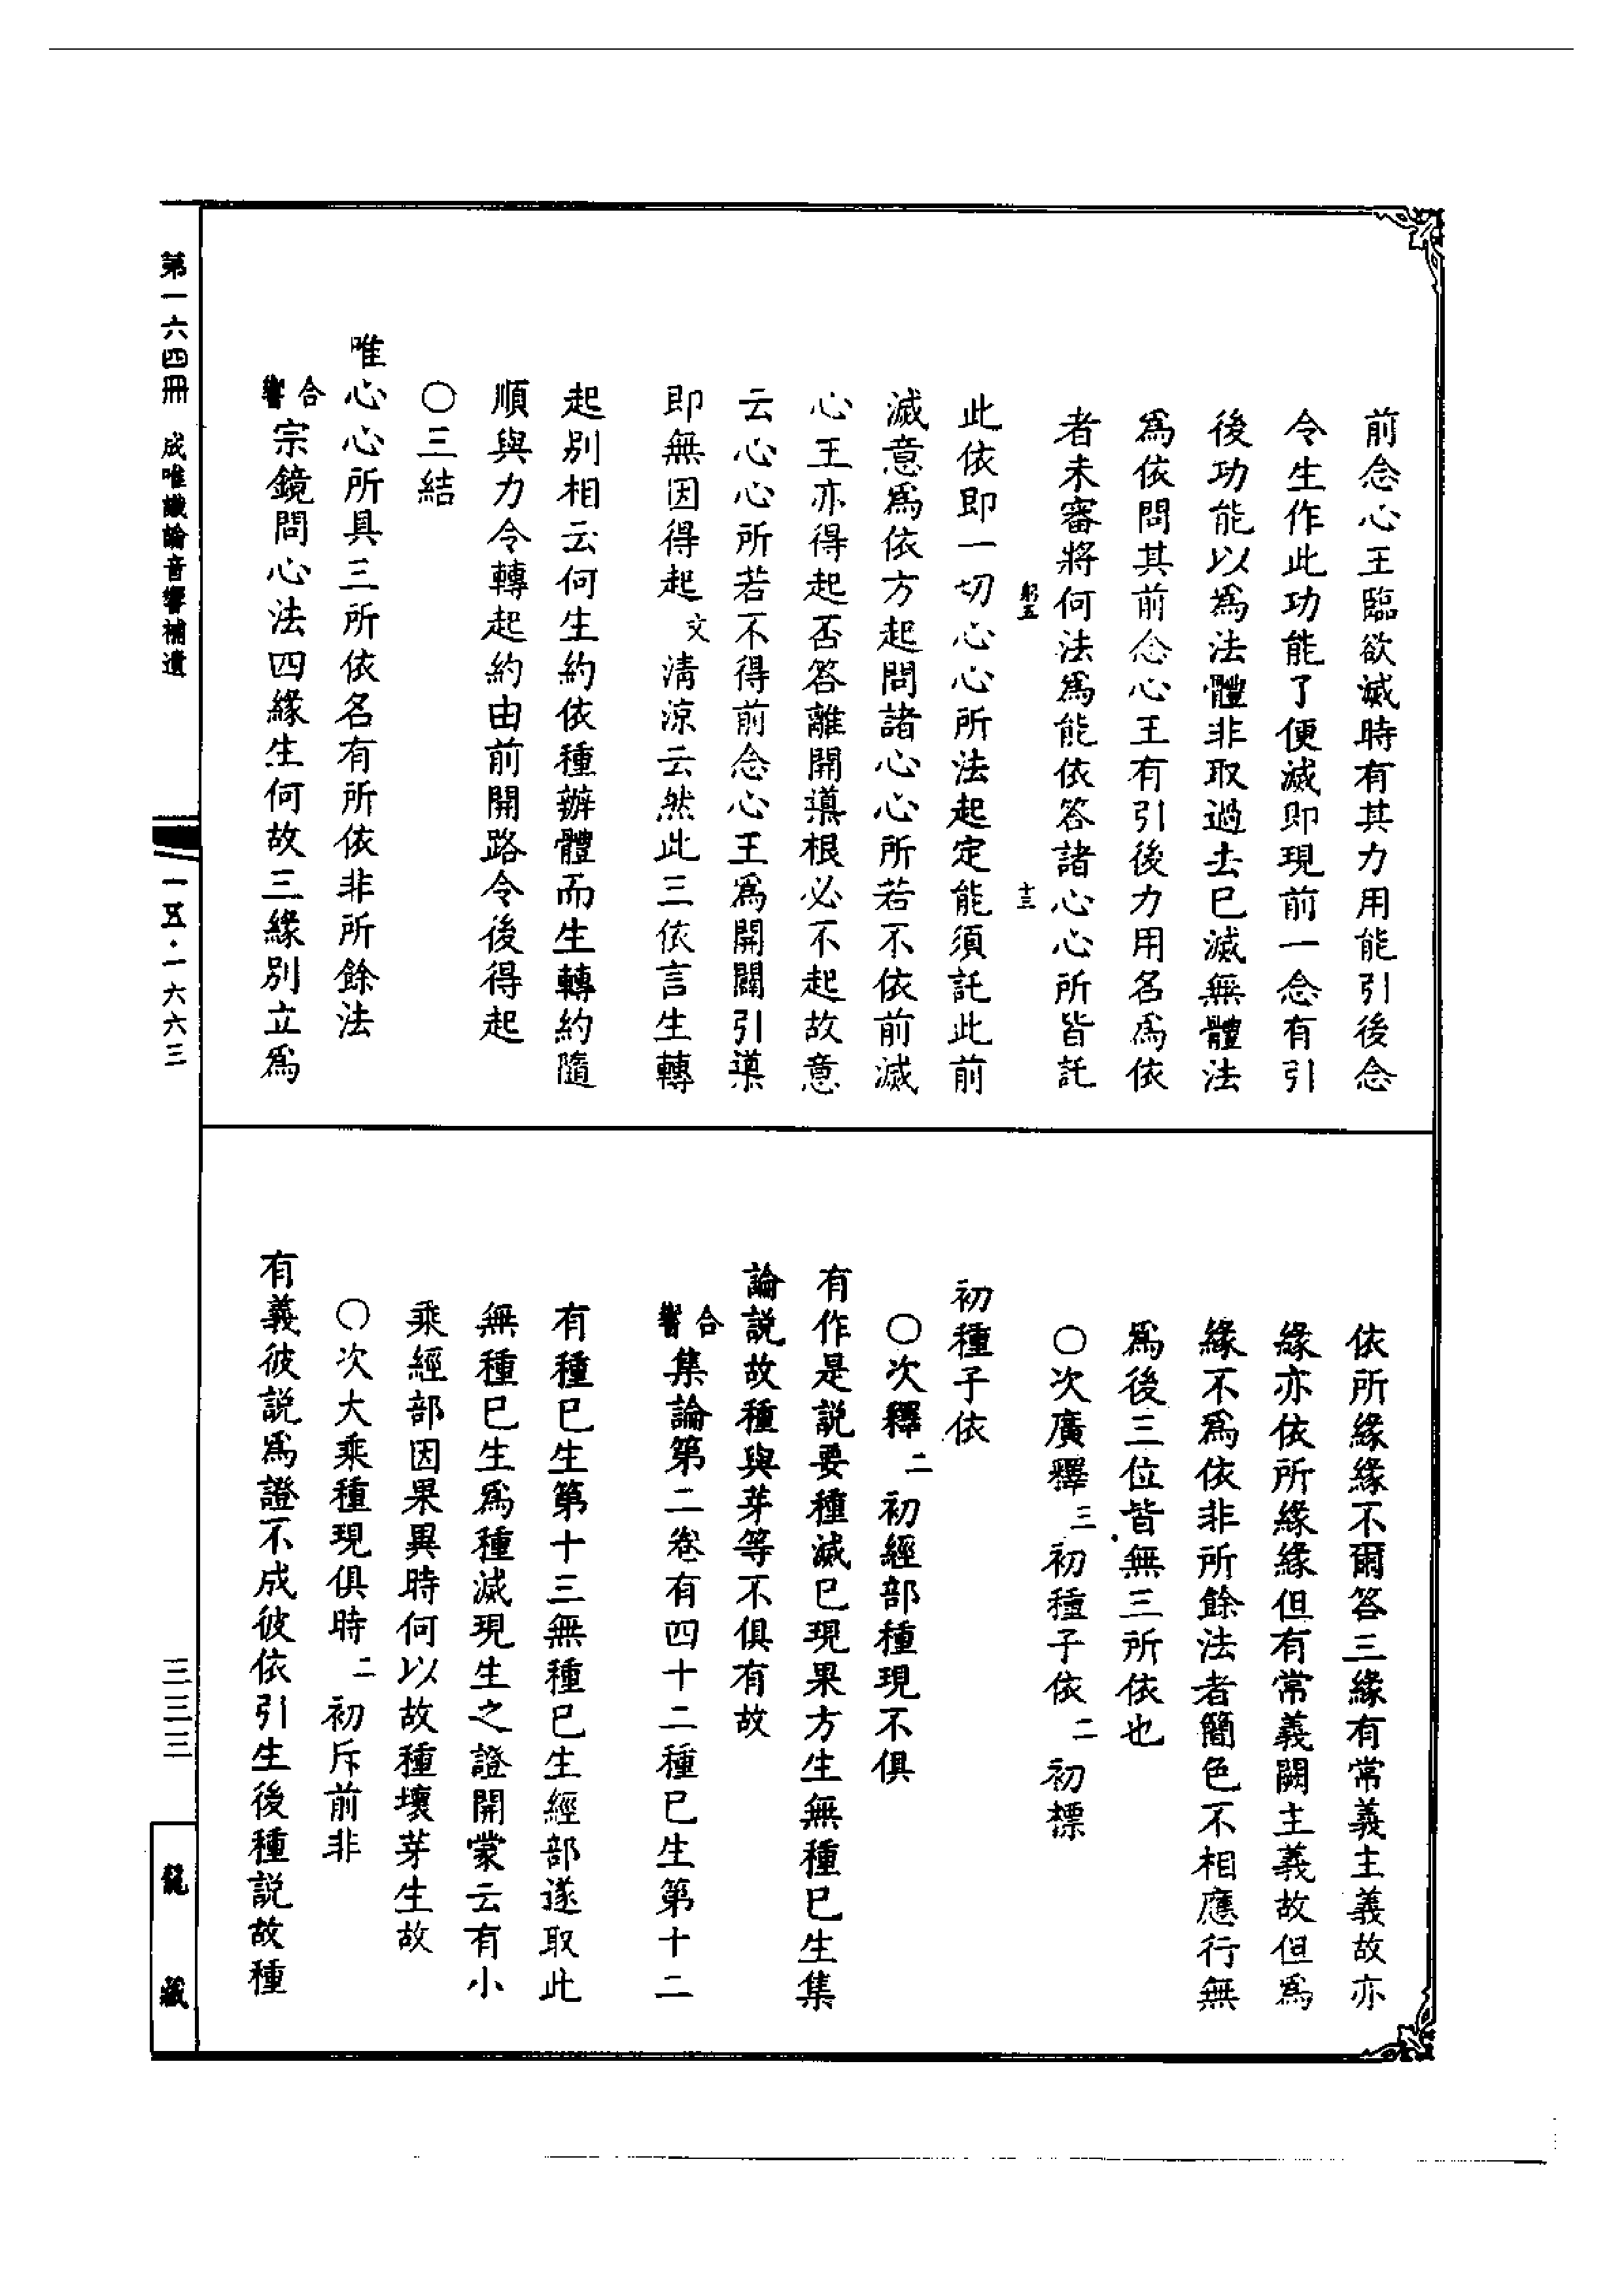 前念心王臨欲滅時有其力用能引後念
令生作此功能了便滅即現前一念有引
後功能以爲法體非取過去已滅無體法
爲依問其前念心王有引後力用名爲依
者未審將何法爲能依答諸心心所皆託
十三
此依即一切心心所法起定能須託此前
滅意爲依方起問諸心心所若不依前滅
心王亦得起否答離開導根必不起故意
云心心所若不得前念心王爲開闢引導
即無因得起文清涼云然此三依言生轉
起別相云何生約依種辦體而生轉約隨
順與力令轉起約由前開路令後得起
○三結
唯心心所具三所依名有所依非所餘法
合響宗鏡問心法四緣生何故三緣別立爲
依所緣緣不爾答三緣有常義主義故亦
緣亦依所緣緣但有常義闕主義故但爲
緣不爲依非所餘法者簡色不相應行無
爲後三位皆無三所依也
○次廣釋三初種子依二初標
初種子依
○次釋二初經部種現不俱
有作是説要種滅已現果方生無種已生集
論説故種與芽等不俱有故
合響集論第二卷有四十二種已生第十二
有種已生第十三無種已生經部遂取此
無種已生爲種滅現生之證開蒙云有小
乘經部因果異時何以故種壞芽生故
○次大乘種現俱時二初斥前非
有義彼説爲證不成彼依引生後種説故種
第一六四冊 成唯識論音響補遺
一五·一六六三
三三三
龍藏